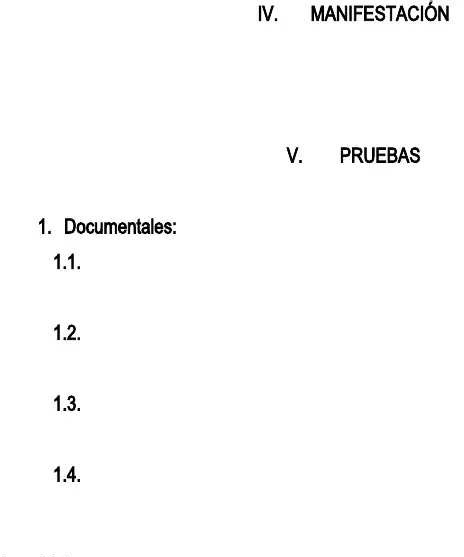 IV. MANIFESTACIÓN
V. PRUEBAS
1. Documentales:
1.1.
1.2.
1.3.
1.4.